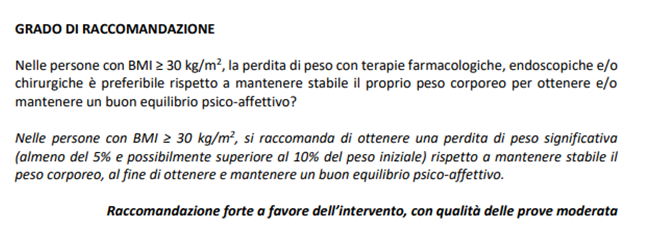 GRADO DI RACCOMANDAZIONE
Nelle persone con BMI ≥ 30 kg/m², la perdita di peso con terapie farmacologiche, endoscopiche e/o
chirurgiche è preferibile rispetto a mantenere stabile il proprio peso corporeo per ottenere e/o
mantenere un buon equilibrio psico-affettivo?
Nelle persone con BMI ≥ 30 kg/m², si raccomanda di ottenere una perdita di peso significativa
(almeno del 5% e possibilmente superiore al 10% del peso iniziale) rispetto a mantenere stabile il
peso corporeo, al fine di ottenere e mantenere un buon equilibrio psico-affettivo.
Raccomandazione forte a favore dell’intervento, con qualità delle prove moderata